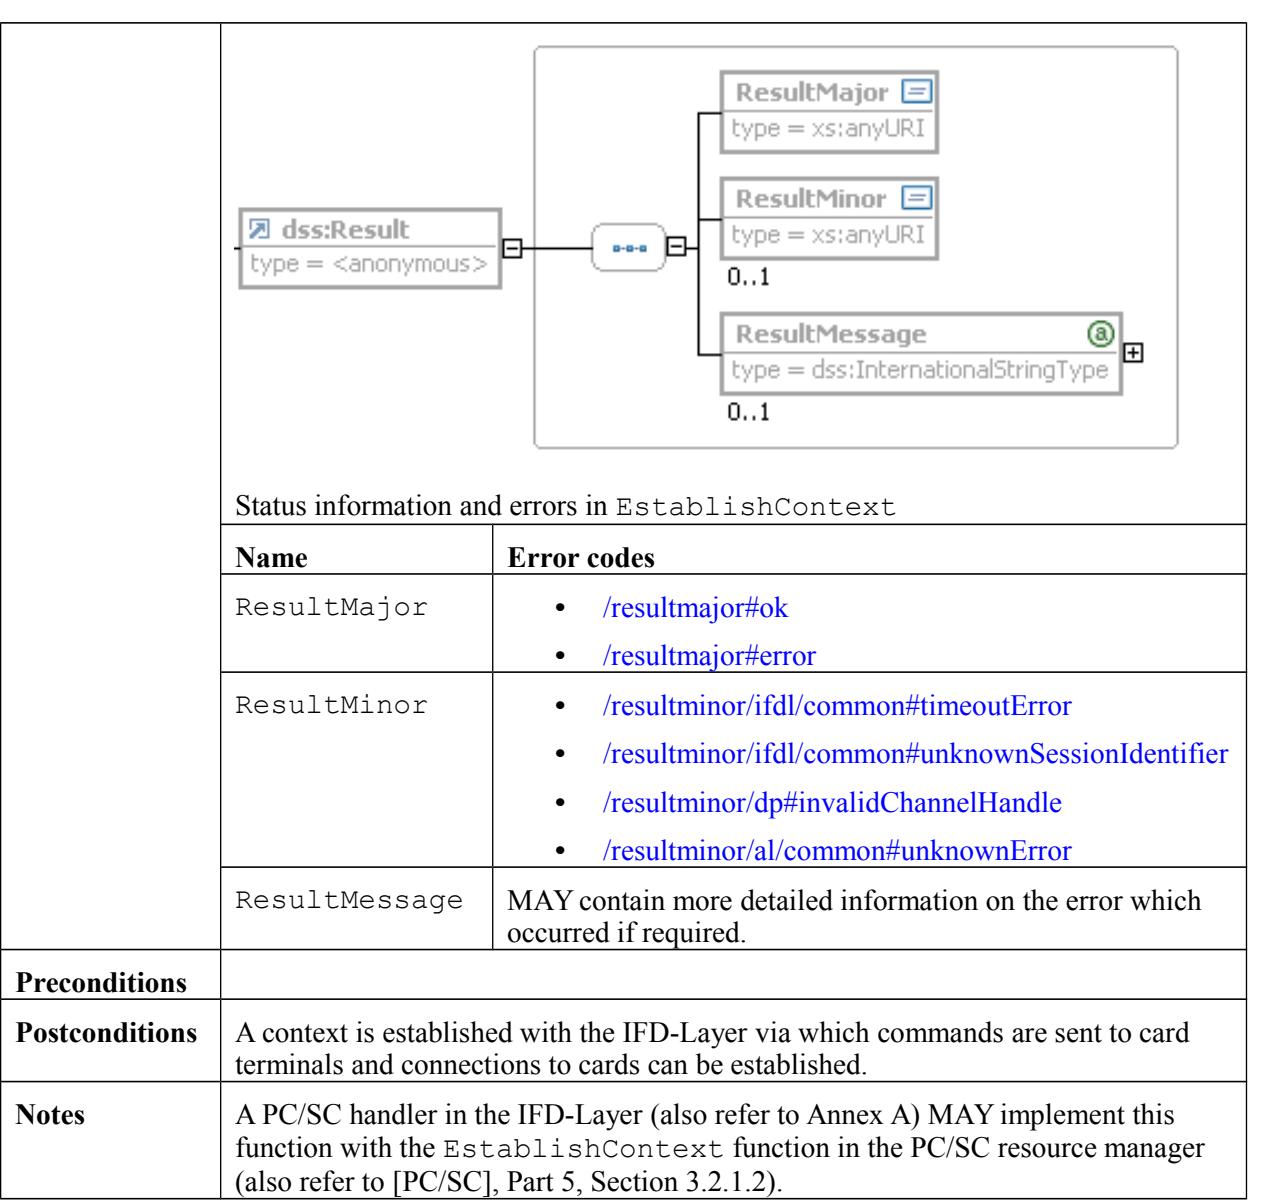 ResultMajor
type = xs:anyURI
ResultMinor
type = xs:anyURI
0..1
dss:Result
type = <anonymous>
ResultMessage
type = dss:InternationalStringType
0..1
Status information and errors in EstablishContext
Name Error codes
ResultMajor • /resultmajor#ok
• /resultmajor#error
ResultMinor • /resultminor/ifdl/common#timeoutError
• /resultminor/ifdl/common#unknownSessionIdentifier
• /resultminor/dp#invalidChannelHandle
• /resultminor/al/common#unknownError
ResultMessage MAY contain more detailed information on the error which
occurred if required.
Preconditions
Postconditions A context is established with the IFD-Layer via which commands are sent to card
terminals and connections to cards can be established.
Notes A PC/SC handler in the IFD-Layer (also refer to Annex A) MAY implement this
function with the EstablishContext function in the PC/SC resource manager
(also refer to [PC/SC], Part 5, Section 3.2.1.2).